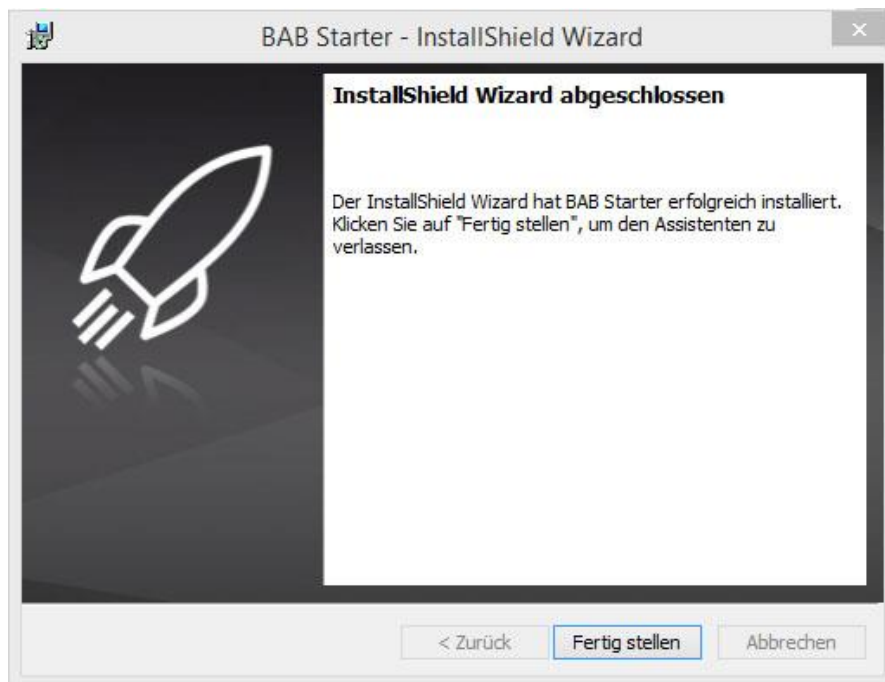 BAB Starter - InstallShield Wizard
InstallShield Wizard abgeschlossen
Der InstallShield Wizard hat BAB Starter erfolgreich installiert.
Klicken Sie auf "Fertig stellen", um den Assistenten zu
verlassen.
< Zurück Fertig stellen Abbrechen